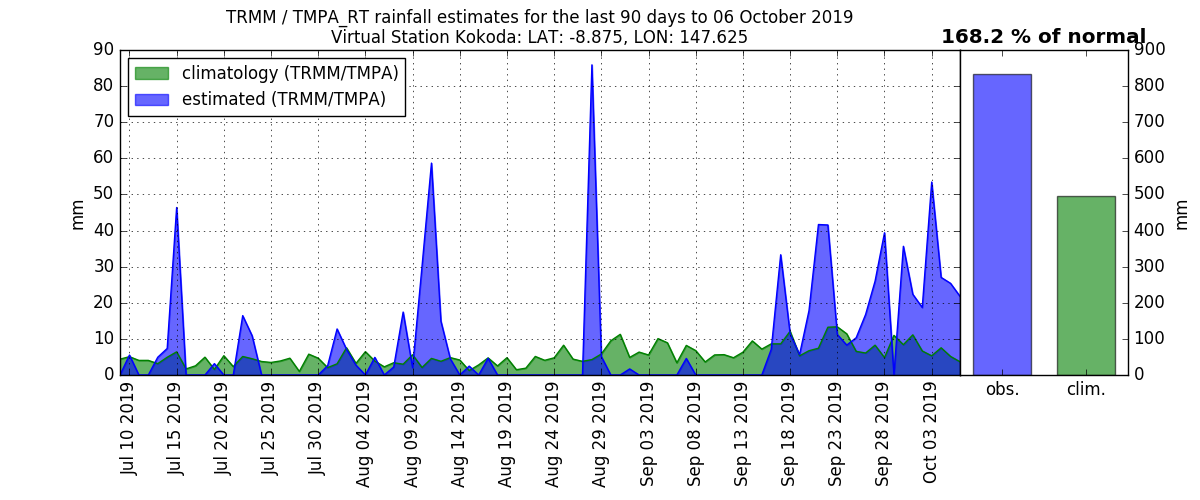 TRMM / TMPA_RT rainfall estimates for the last 90 days to 06 October 2019
Virtual Station Kokoda: LAT: -8.875, LON: 147.625
168.2 % of normal
climatology (TRMM/TMPA)
estimated (TRMM/TMPA)
mm
90
80
70
60
50
40
30
20
10
0
Jul 10 2019
Jul 15 2019
Jul 20 2019
Jul 25 2019
Jul 30 2019
Aug 04 2019
Aug 09 2019
Aug 14 2019
Aug 19 2019
Aug 24 2019
Aug 29 2019
Sep 03 2019
Sep 08 2019
Sep 13 2019
Sep 18 2019
Sep 23 2019
Sep 28 2019
Oct 03 2019
900
800
700
600
500
400
300
200
100
0
mm
obs.
clim.